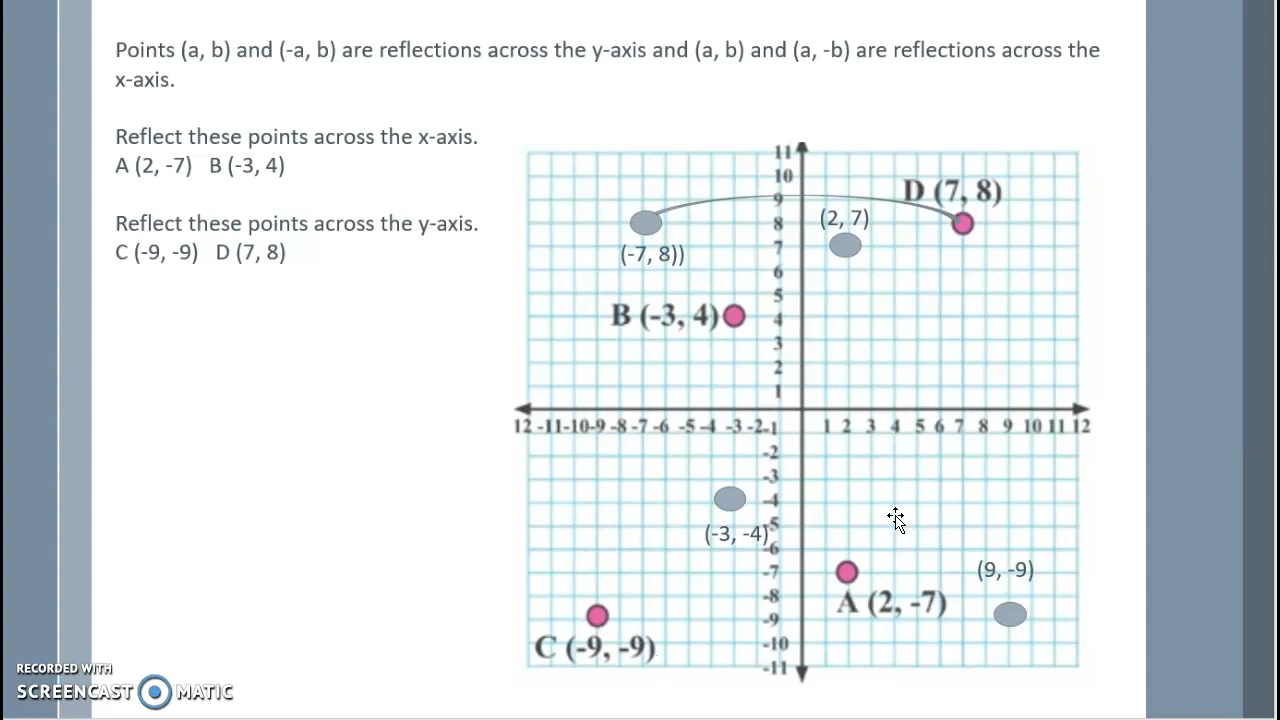 Points (a, b) and (-a, b) are reflections across the y-axis and (a, b) and (a, -b) are reflections across the
x-axis.
Reflect these points across the x-axis.
A (2, -7)   B (-3, 4)
Reflect these points across the y-axis.
C (-9, -9)   D (7, 8)
11
10
D (7, 8)
9
(2, 7)
8
7
(-7, 8))
6
5
B (-3, 4)
4
3
2
1
12 -11-10-9 -8 -7 -6 -5 -4 -3 -2 -1 1 2 3 4 5 6 7 8 9 10 11 12
-2
-3
-4
-5
(-3, -4)
-6
-7
(9, -9)
-8
A (2, -7)
-9
C (-9, -9)
-10
-11
RECORDED WITH
SCREENCAST MATIC